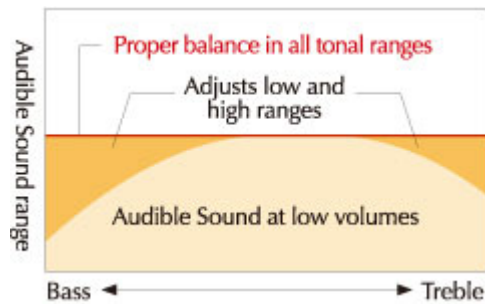 Proper balance in all tonal ranges
Adjusts low and
high ranges
Audible Sound range
Audible Sound at low volumes
Bass
Treble